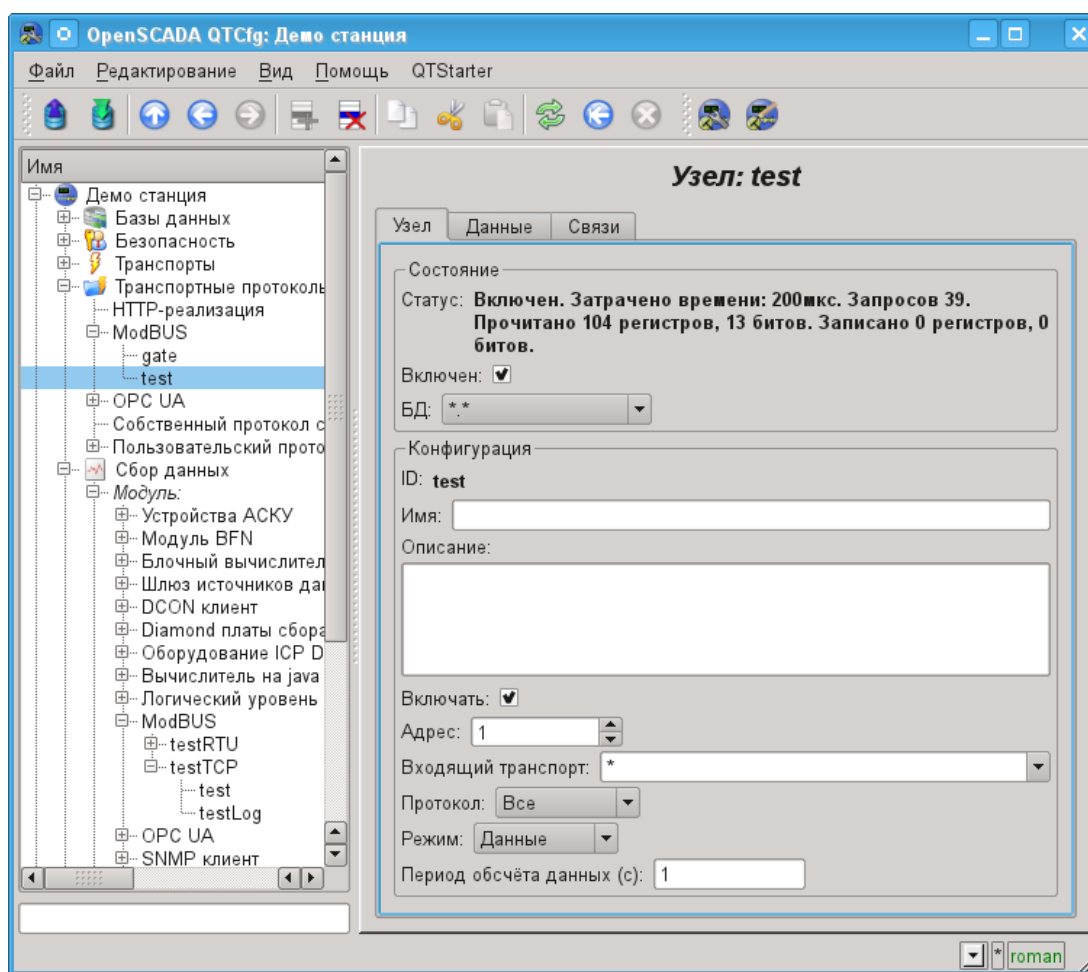 OpenSCADA QTCfg: Демо станция
Файл Редактирование Вид Помощь QTStarter
Имя
Демо станция
Базы данных
Безопасность
Транспорты
Транспортные протоколь
HTTP-реализация
ModBUS
gate
test
OPC UA
Собственный протокол с
Пользовательский прото
Сбор данных
Модуль:
Устройства АСКУ
Модуль BFN
Блочный вычислител
Шлюз источников даı
DCON клиент
Diamond платы сбора
Оборудование ICP D
Вычислитель на java
Логический уровень
ModBUS
testRTU
testTCP
test
testLog
OPC UA
SNMP клиент
Узел: test
Узел Данные Связи
Состояние
Статус: Включен. Затрачено времени: 200мкс. Запросов 39.
Прочитано 104 регистров, 13 битов. Записано 0 регистров, 0
битов.
Включен:
БД: *.*
Конфигурация
ID: test
Имя:
Описание:
Включать:
Адрес: 1
Входящий транспорт: *
Протокол: Все
Режим: Данные
Период обсчёта данных (с): 1
* roman